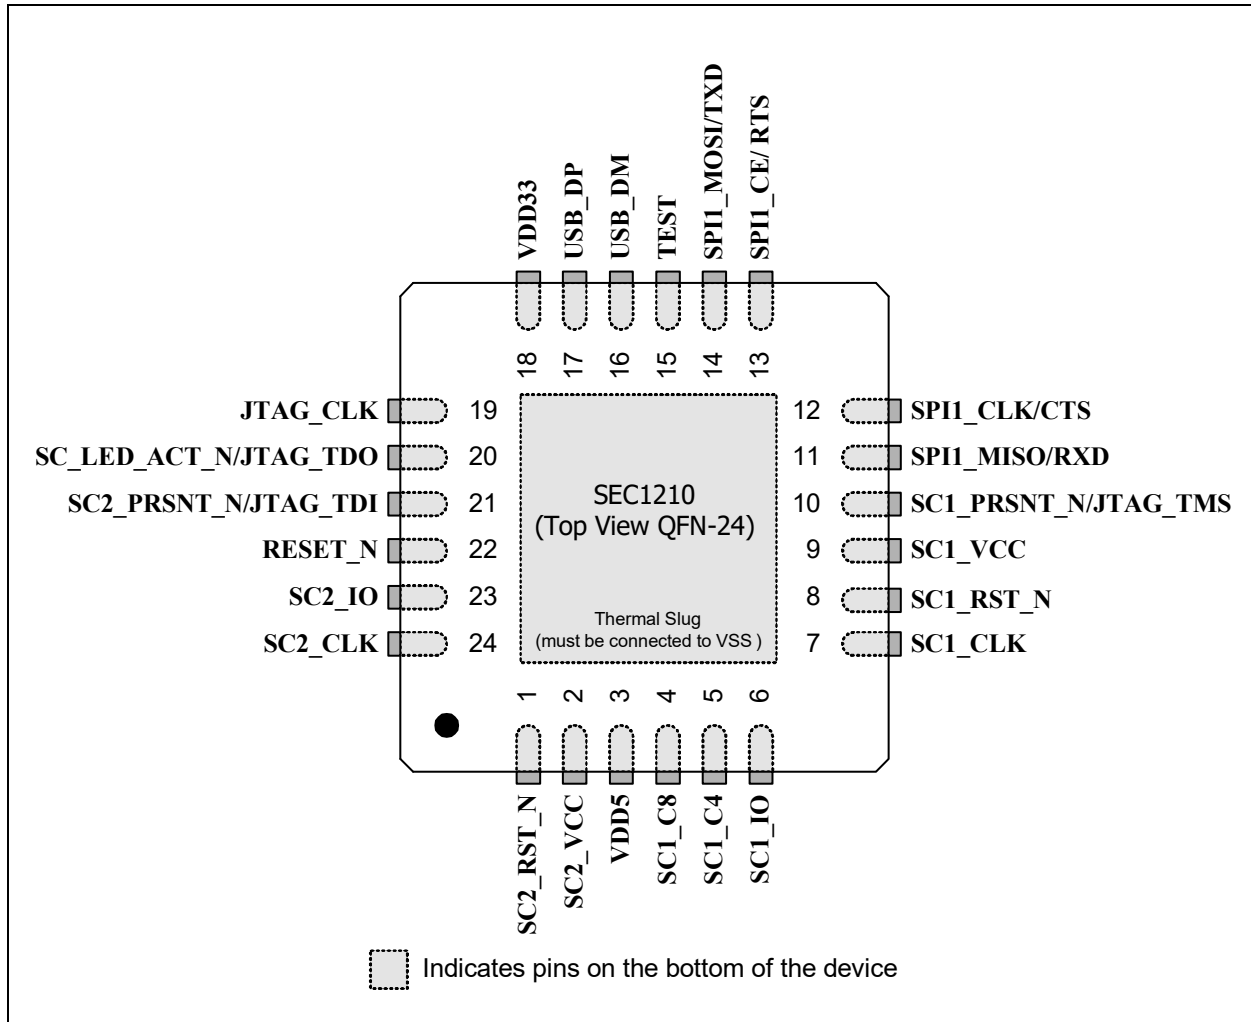 VDD33
USB_DP
USB_DM
TEST
SPI1_MOSI/TXD
SPI1_CE/ RTS
18
17
16
15
14
13
JTAG_CLK
19
SC_LED_ACT_N/JTAG_TDO
20
SC2_PRSNT_N/JTAG_TDI
21
RESET_N
22
SC2_IO
23
SC2_CLK
24
SEC1210
(Top View QFN-24)
Thermal Slug
(must be connected to VSS )
12
SPI1_CLK/CTS
11
SPI1_MISO/RXD
10
SC1_PRSNT_N/JTAG_TMS
9
SC1_VCC
8
SC1_RST_N
7
SC1_CLK
1
2
3
4
5
6
SC2_RST_N
SC2_VCC
VDD5
SC1_C8
SC1_C4
SC1_IO
Indicates pins on the bottom of the device